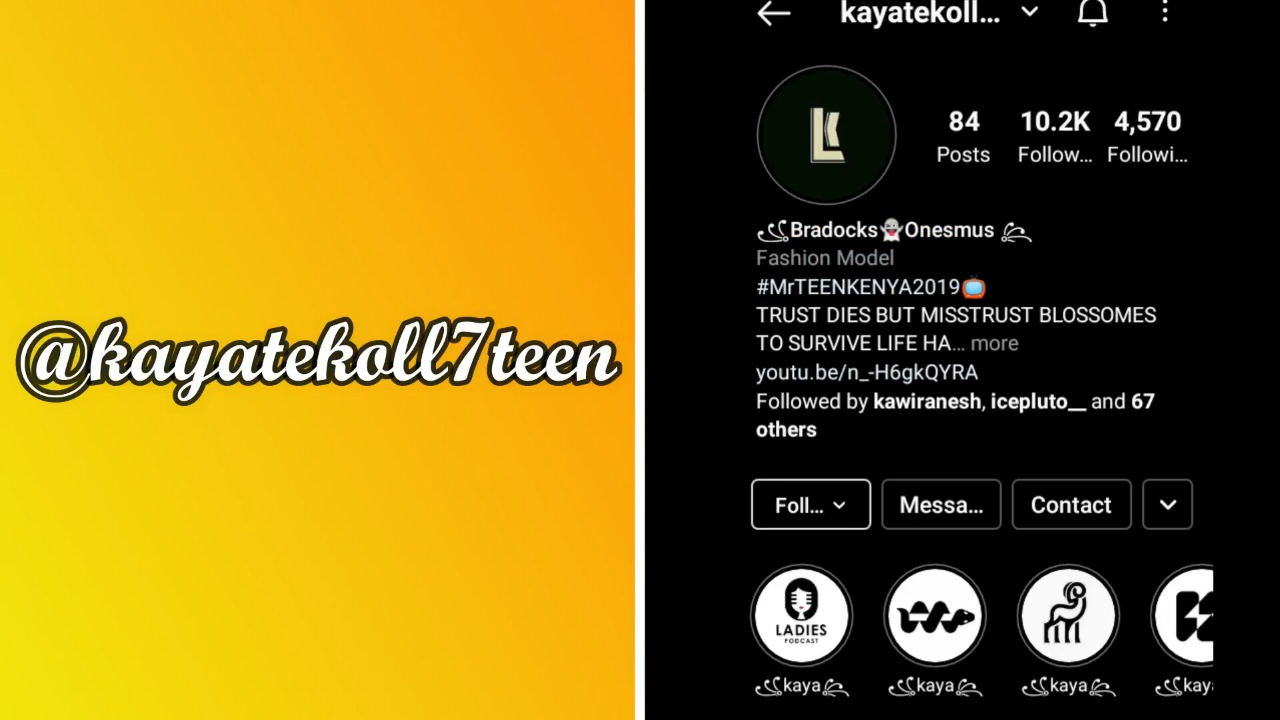 @kayatekoll7teen
kayatekoll...
84
10.2K
4,570
Posts
Follow...
Followi...
Bradocks👻Onesmus
Fashion Model
#MrTEENKENYA2019📺
TRUST DIES BUT MISSTRUST BLOSSOMES
TO SURVIVE LIFE HA... more
youtu.be/n_-H6gkQYRA
Followed by kawiranesh, icepluto__ and 67
others
Foll...
Messa...
Contact
LADIES
PODCAST
kaya
kaya
kaya
kay